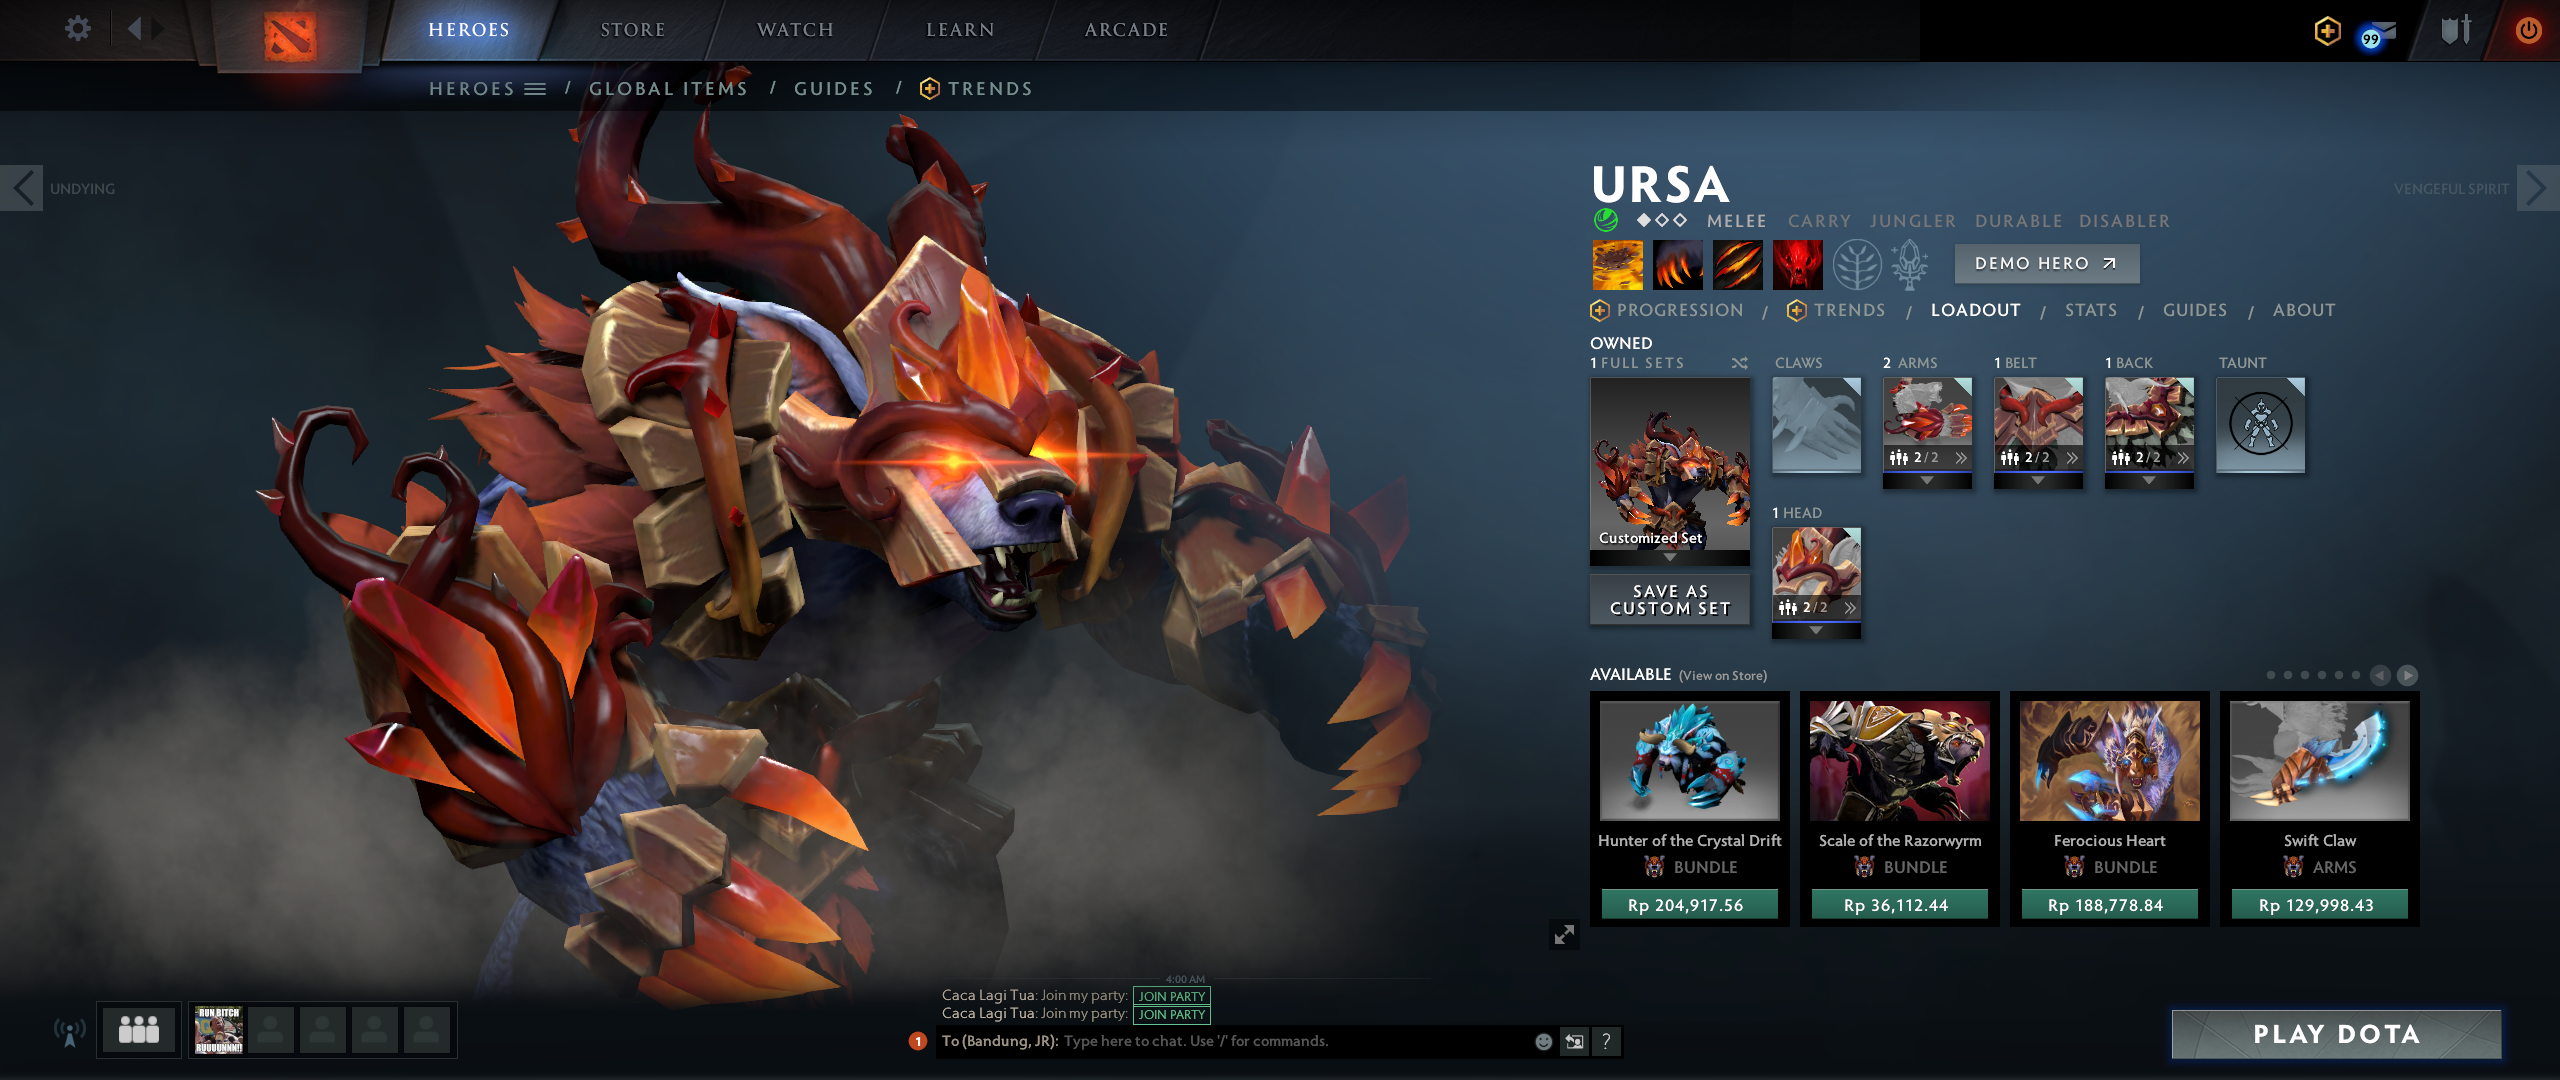 HEROES
STORE
WATCH
LEARN
ARCADE
99
HEROES / GLOBAL ITEMS / GUIDES / TRENDS
UNDYING
VENGEFUL SPIRIT
URSA
MELEE CARRY JUNGLER DURABLE DISABLER
DEMO HERO
PROGRESSION / TRENDS / LOADOUT / STATS / GUIDES / ABOUT
OWNED
1 FULL SETS
CLAWS
2 ARMS
1 BELT
1 BACK
TAUNT
2/2
2/2
2/2
Customized Set
1 HEAD
2/2
SAVE AS
CUSTOM SET
AVAILABLE (View on Store)
Hunter of the Crystal Drift
BUNDLE
Rp 204,917.56
Scale of the Razorwyrm
BUNDLE
Rp 36,112.44
Ferocious Heart
BUNDLE
Rp 188,778.84
Swift Claw
ARMS
Rp 129,998.43
4:00 AM
Caca Lagi Tua: Join my party: JOIN PARTY
Caca Lagi Tua: Join my party: JOIN PARTY
1 To (Bandung, JR): Type here to chat. Use '/' for commands.
?
RUN BITCH
RUUUUNNN!!
PLAY DOTA